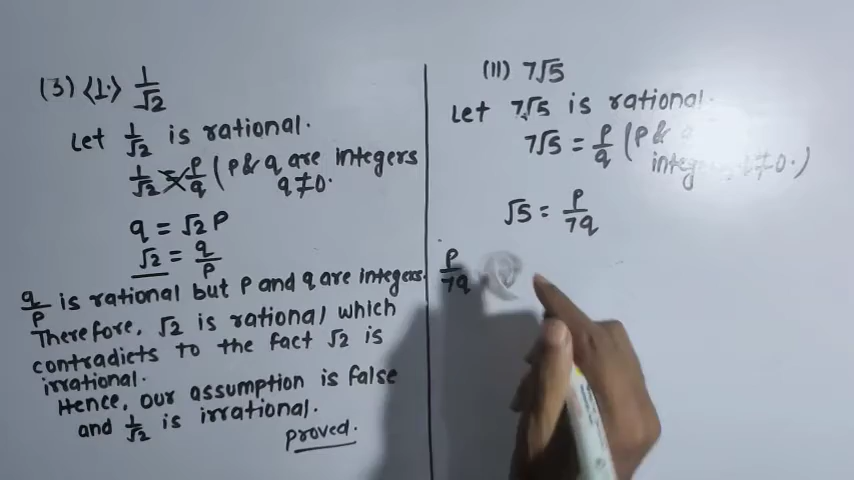 (3) <1.> 1/√2
Let 1/√2 is rational.
1/√2 = p/q (p & q are integers
q ≠ 0.
q = √2 p
√2 = q/p
q/p is rational but p and q are integers.
Therefore, √2 is rational, which
contradicts to the fact √2 is
irrational.
Hence, our assumption is false
and 1/√2 is irrational.
proved.
(II) 7√5
Let 7√5 is rational.
7√5 = p/q (p &
≠ 0.)
√5 = p/7q
p/7q